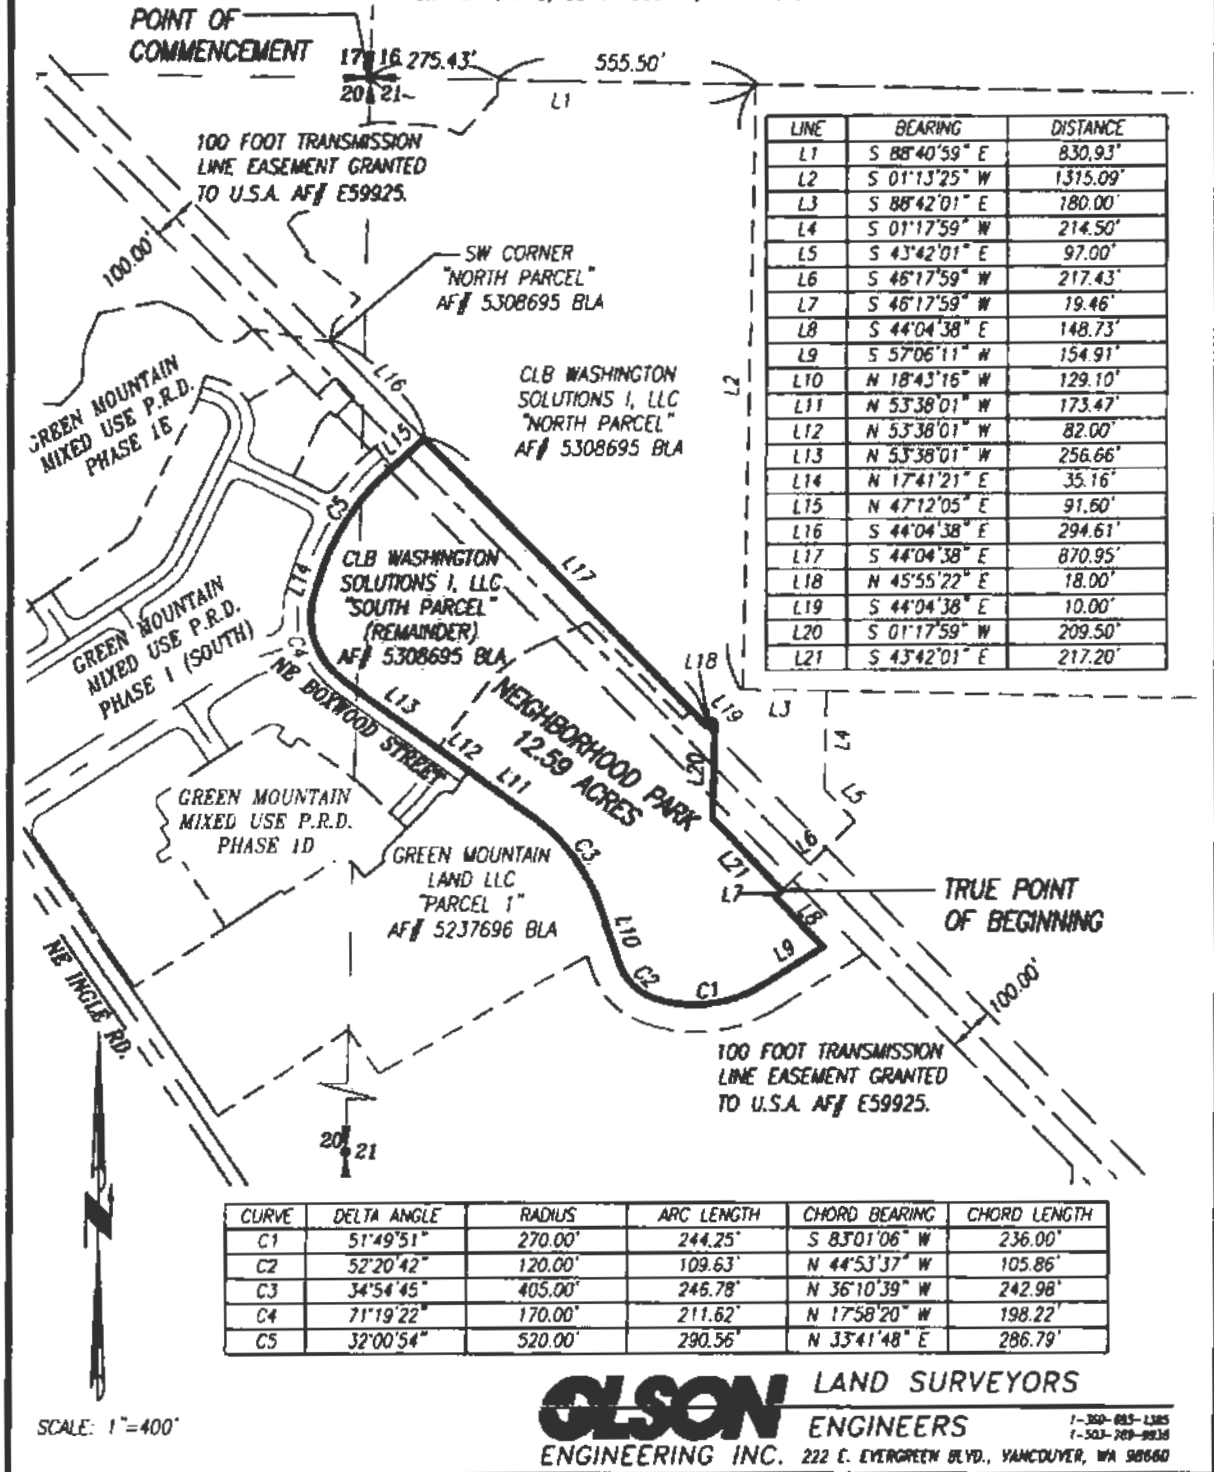 POINT OF
COMMENCEMENT
17 16 275.43'
20 21
555.50'
L1
100 FOOT TRANSMISSION
LINE EASEMENT GRANTED
TO U.S.A. AF# E59925.
100.00'
SW CORNER
"NORTH PARCEL"
AF# 5308695 BLA
L16
L2
CLB WASHINGTON
SOLUTIONS I, LLC
"NORTH PARCEL"
AF# 5308695 BLA
GREEN MOUNTAIN
MIXED USE P.R.D.
PHASE 1E
L15
C5
L17
L14
CLB WASHINGTON
SOLUTIONS I, LLC
"SOUTH PARCEL"
(REMAINDER)
AF# 5308695 BLA
GREEN MOUNTAIN
MIXED USE P.R.D.
PHASE 1 (SOUTH)
C4
NE BOXWOOD STREET
L13
L12
L11
NEIGHBORHOOD PARK
12.59 ACRES
L18
L19
L3
L20
L4
L5
L6
L21
L7
L8
GREEN MOUNTAIN
MIXED USE P.R.D.
PHASE 1D
GREEN MOUNTAIN
LAND LLC
"PARCEL 1"
AF# 5237696 BLA
C3
TRUE POINT
OF BEGINNING
L10
L9
C2
C1
NE INGLE RD.
100.00'
100 FOOT TRANSMISSION
LINE EASEMENT GRANTED
TO U.S.A. AF# E59925.
20 21
LINE BEARING DISTANCE
L1 S 88°40'59" E 830.93'
L2 S 01°13'25" W 1315.09'
L3 S 88°42'01" E 180.00'
L4 S 01°17'59" W 214.50'
L5 S 43°42'01" E 97.00'
L6 S 46°17'59" W 217.43'
L7 S 46°17'59" W 19.46'
L8 S 44°04'38" E 148.73'
L9 S 57°06'11" W 154.91'
L10 N 18°43'16" W 129.10'
L11 N 53°38'01" W 173.47'
L12 N 53°38'01" W 82.00'
L13 N 53°38'01" W 256.66'
L14 N 17°41'21" E 35.16'
L15 N 47°12'05" E 91.60'
L16 S 44°04'38" E 294.61'
L17 S 44°04'38" E 870.95'
L18 N 45°55'22" E 18.00'
L19 S 44°04'38" E 10.00'
L20 S 01°17'59" W 209.50'
L21 S 43°42'01" E 217.20'
CURVE DELTA ANGLE RADIUS ARC LENGTH CHORD BEARING CHORD LENGTH
C1 51°49'51" 270.00' 244.25' S 83°01'06" W 236.00'
C2 52°20'42" 120.00' 109.63' N 44°53'37" W 105.86'
C3 34°54'45" 405.00' 246.78' N 36°10'39" W 242.98'
C4 71°19'22" 170.00' 211.62' N 17°58'20" W 198.22'
C5 32°00'54" 520.00' 290.56' N 33°41'48" E 286.79'
SCALE: 1"=400'
OLSON
ENGINEERING INC.
LAND SURVEYORS
ENGINEERS
222 E. EVERGREEN BLVD., VANCOUVER, WA 98660